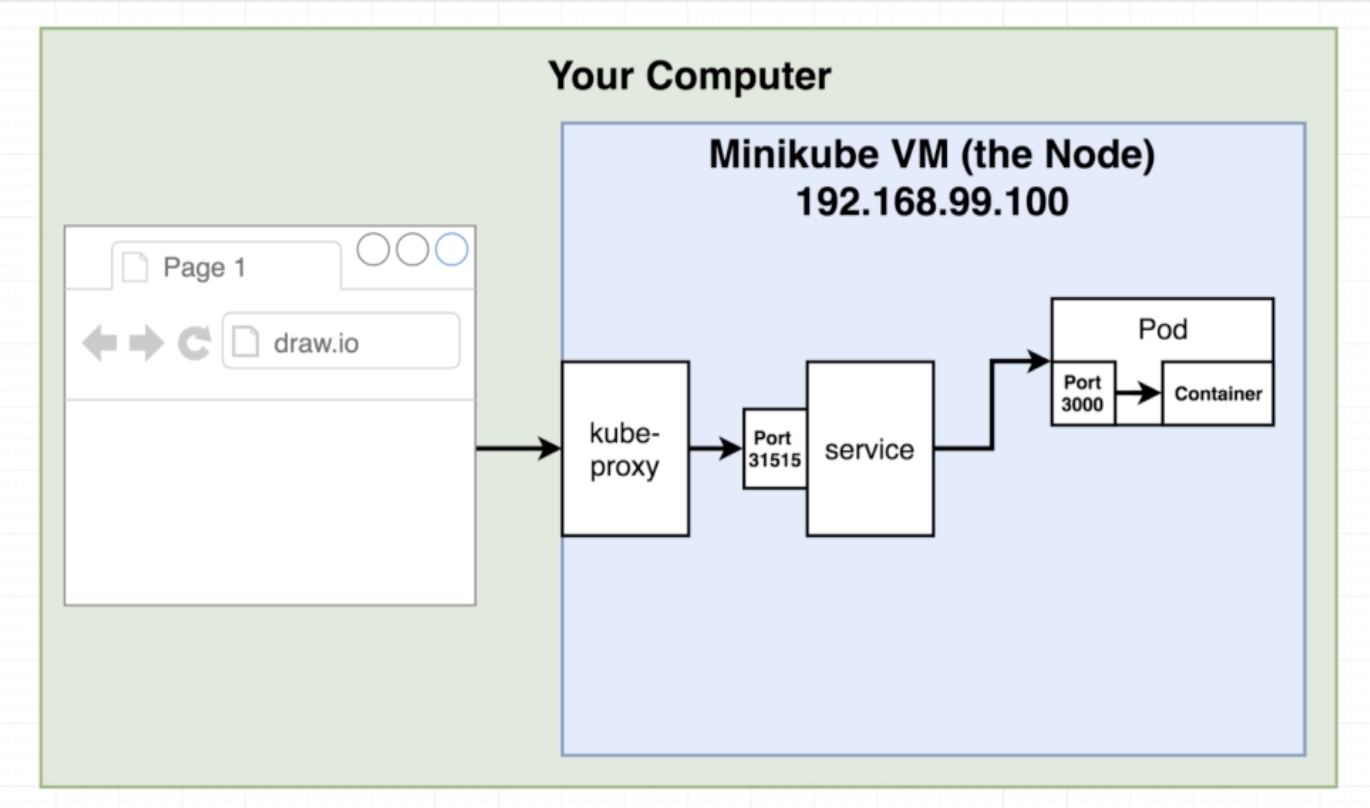 Your Computer
Minikube VM (the Node)
192.168.99.100
Page 1
draw.io
kube-
proxy
Port
31515
service
Pod
Port
3000
Container